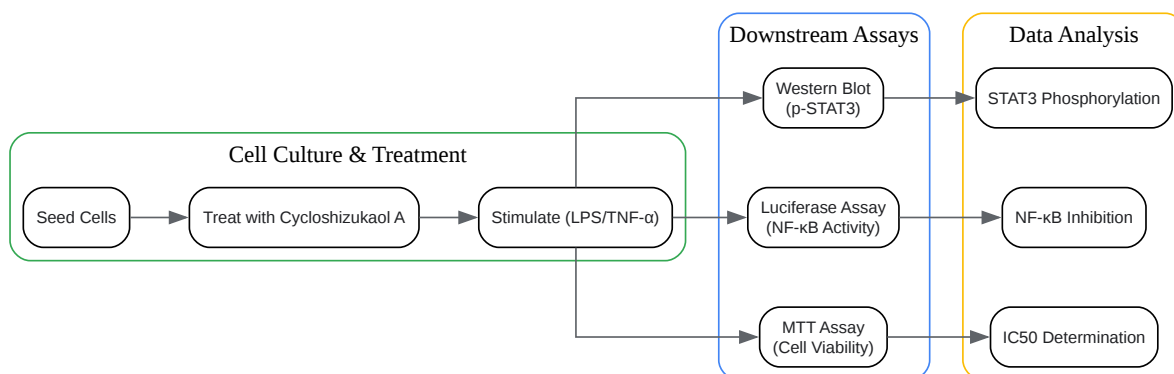 Cell Culture & Treatment
Seed Cells
Treat with Cycloshizukaol A
Stimulate (LPS/TNF-α)
Downstream Assays
Western Blot
(p-STAT3)
Luciferase Assay
(NF-κB Activity)
MTT Assay
(Cell Viability)
Data Analysis
STAT3 Phosphorylation
NF-κB Inhibition
IC50 Determination